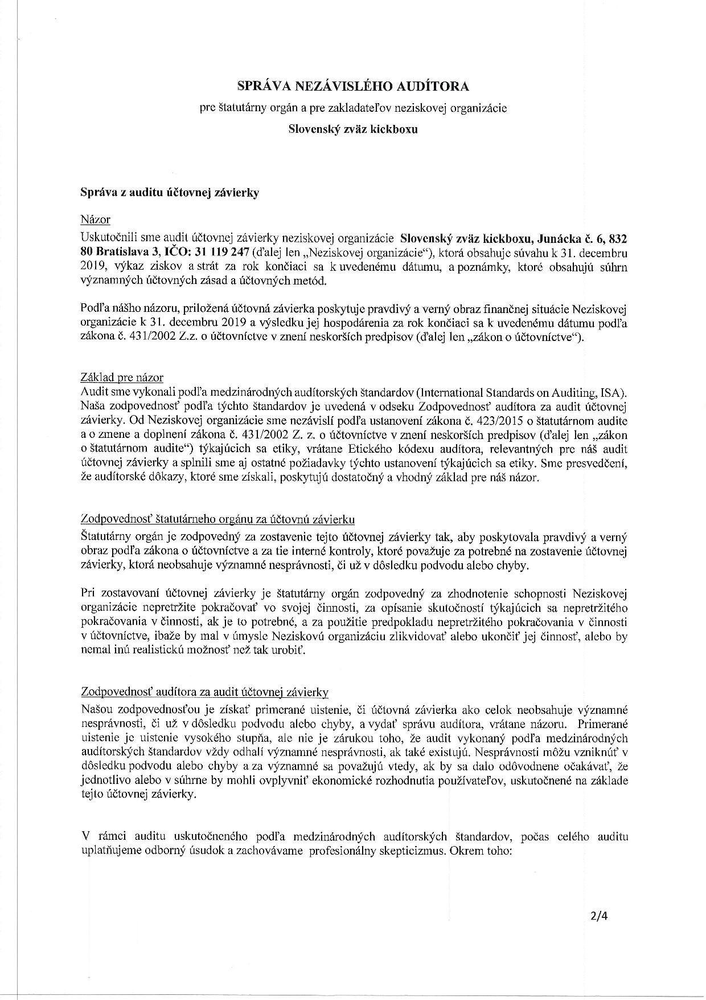 SPRÁVA NEZÁVISLÉHO AUDÍTORA
pre štatutárny orgán a pre zakladateľov neziskovej organizácie
Slovenský zväz kickboxu
Správa z auditu účtovnej závierky
Názor
Uskutočnili sme audit účtovnej závierky neziskovej organizácie Slovenský zväz kickboxu, Junácka č. 6, 832
80 Bratislava 3, IČO: 31 119 247 (ďalej len „Neziskovej organizácie“), ktorá obsahuje súvahu k 31. decembru
2019, výkaz ziskov a strát za rok končiaci sa k uvedenému dátumu, a poznámky, ktoré obsahujú súhrn
významných účtovných zásad a účtovných metód.
Podľa nášho názoru, priložená účtovná závierka poskytuje pravdivý a verný obraz finančnej situácie Neziskovej
organizácie k 31. decembru 2019 a výsledku jej hospodárenia za rok končiaci sa k uvedenému dátumu podľa
zákona č. 431/2002 Z.z. o účtovníctve v znení neskorších predpisov (ďalej len „zákon o účtovníctve“).
Základ pre názor
Audit sme vykonali podľa medzinárodných audítorských štandardov (International Standards on Auditing, ISA).
Naša zodpovednosť podľa týchto štandardov je uvedená v odseku Zodpovednosť audítora za audit účtovnej
závierky. Od Neziskovej organizácie sme nezávislí podľa ustanovení zákona č. 423/2015 o štatutárnom audite
a o zmene a doplnení zákona č. 431/2002 Z. z. o účtovníctve v znení neskorších predpisov (ďalej len „zákon
o štatutárnom audite“) týkajúcich sa etiky, vrátane Etického kódexu audítora, relevantných pre náš audit
účtovnej závierky a splnili sme aj ostatné požiadavky týchto ustanovení týkajúcich sa etiky. Sme presvedčení,
že audítorské dôkazy, ktoré sme získali, poskytujú dostatočný a vhodný základ pre náš názor.
Zodpovednosť štatutárneho orgánu za účtovnú závierku
Štatutárny orgán je zodpovedný za zostavenie tejto účtovnej závierky tak, aby poskytovala pravdivý a verný
obraz podľa zákona o účtovníctve a za tie interné kontroly, ktoré považuje za potrebné na zostavenie účtovnej
závierky, ktorá neobsahuje významné nesprávnosti, či už v dôsledku podvodu alebo chyby.
Pri zostavovaní účtovnej závierky je štatutárny orgán zodpovedný za zhodnotenie schopnosti Neziskovej
organizácie nepretržite pokračovať vo svojej činnosti, za opísanie skutočností týkajúcich sa nepretržitého
pokračovania v činnosti, ak je to potrebné, a za použitie predpokladu nepretržitého pokračovania v činnosti
v účtovníctve, ibaže by mal v úmysle Neziskovú organizáciu zlikvidovať alebo ukončiť jej činnosť, alebo by
nemal inú realistickú možnosť než tak urobiť.
Zodpovednosť audítora za audit účtovnej závierky
Našou zodpovednosťou je získať primerané uistenie, či účtovná závierka ako celok neobsahuje významné
nesprávnosti, či už v dôsledku podvodu alebo chyby, a vydať správu audítora, vrátane názoru. Primerané
uistenie je uistenie vysokého stupňa, ale nie je zárukou toho, že audit vykonaný podľa medzinárodných
audítorských štandardov vždy odhalí významné nesprávnosti, ak také existujú. Nesprávnosti môžu vzniknúť v
dôsledku podvodu alebo chyby a za významné sa považujú vtedy, ak by sa dalo odôvodnene očakávať, že
jednotlivo alebo v súhrne by mohli ovplyvniť ekonomické rozhodnutia používateľov, uskutočnené na základe
tejto účtovnej závierky.
V rámci auditu uskutočneného podľa medzinárodných audítorských štandardov, počas celého auditu
uplatňujeme odborný úsudok a zachovávame profesionálny skepticizmus. Okrem toho:
2/4